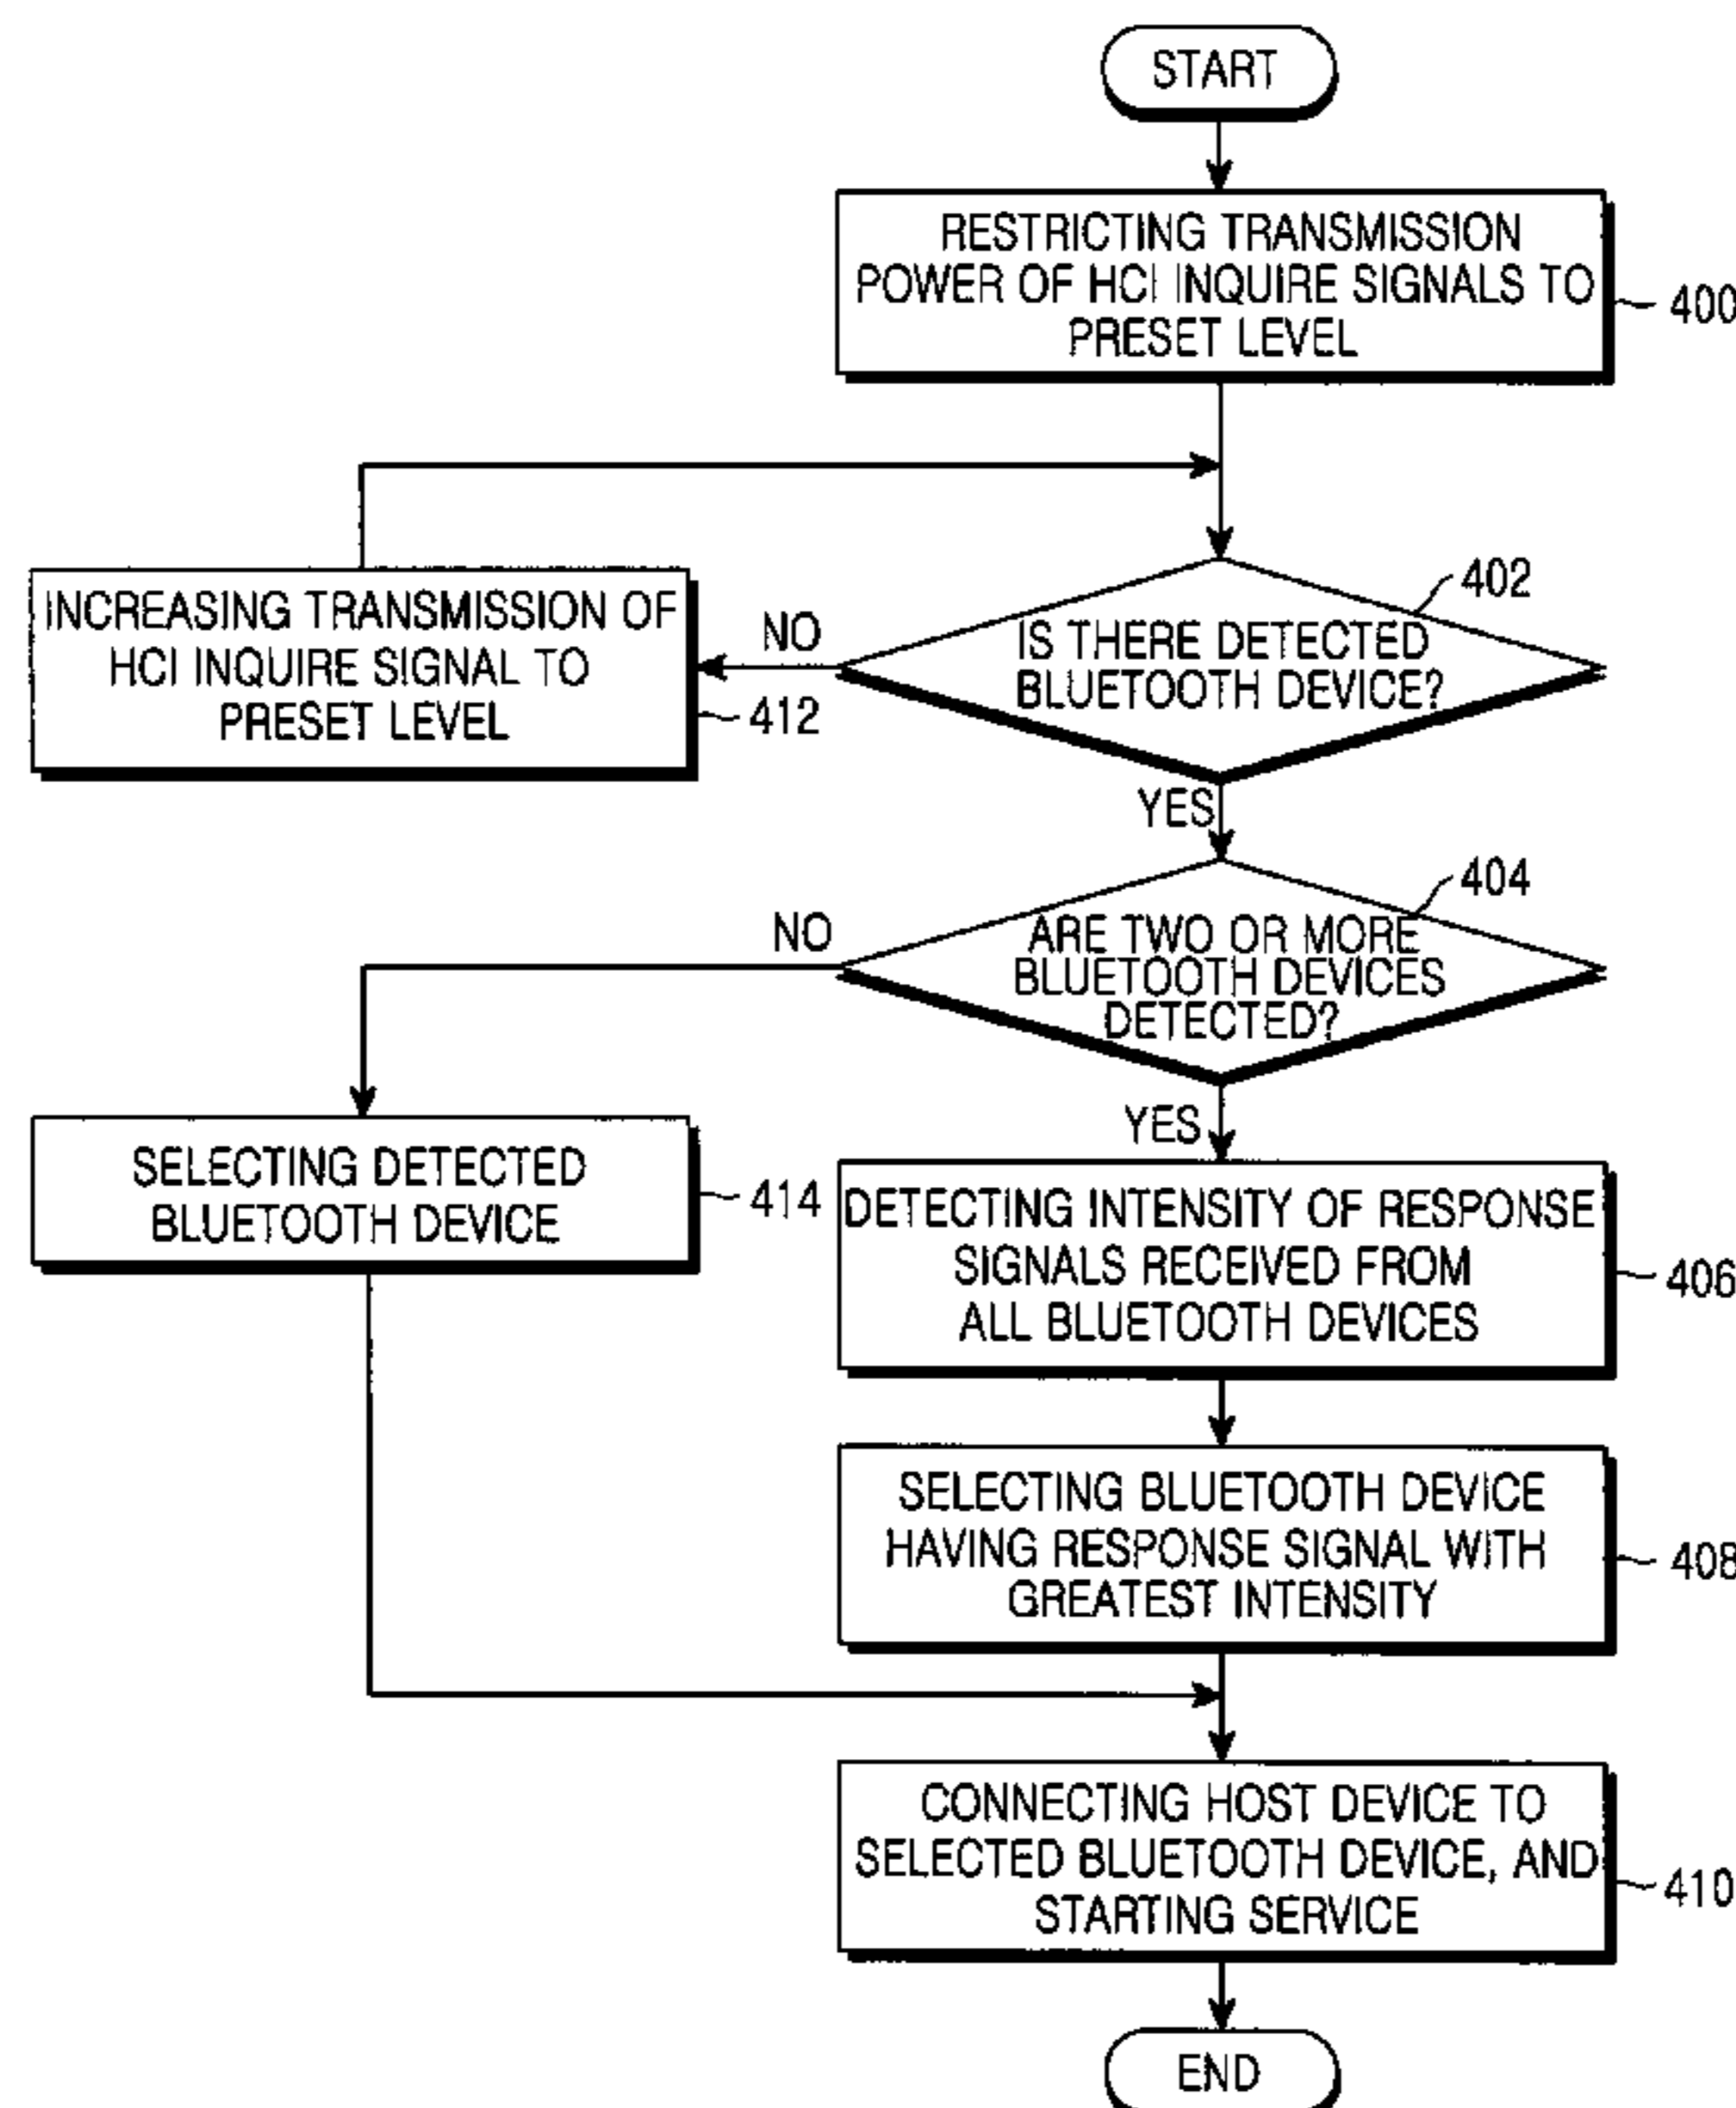 START
RESTRICTING TRANSMISSION
POWER OF HCI INQUIRE SIGNALS TO
PRESET LEVEL
400
INCREASING TRANSMISSION OF
HCI INQUIRE SIGNAL TO
PRESET LEVEL
412
NO
402
IS THERE DETECTED
BLUETOOTH DEVICE?
YES
404
NO
ARE TWO OR MORE
BLUETOOTH DEVICES
DETECTED?
YES
SELECTING DETECTED
BLUETOOTH DEVICE
414
DETECTING INTENSITY OF RESPONSE
SIGNALS RECEIVED FROM
ALL BLUETOOTH DEVICES
406
SELECTING BLUETOOTH DEVICE
HAVING RESPONSE SIGNAL WITH
GREATEST INTENSITY
408
CONNECTING HOST DEVICE TO
SELECTED BLUETOOTH DEVICE, AND
STARTING SERVICE
410
END